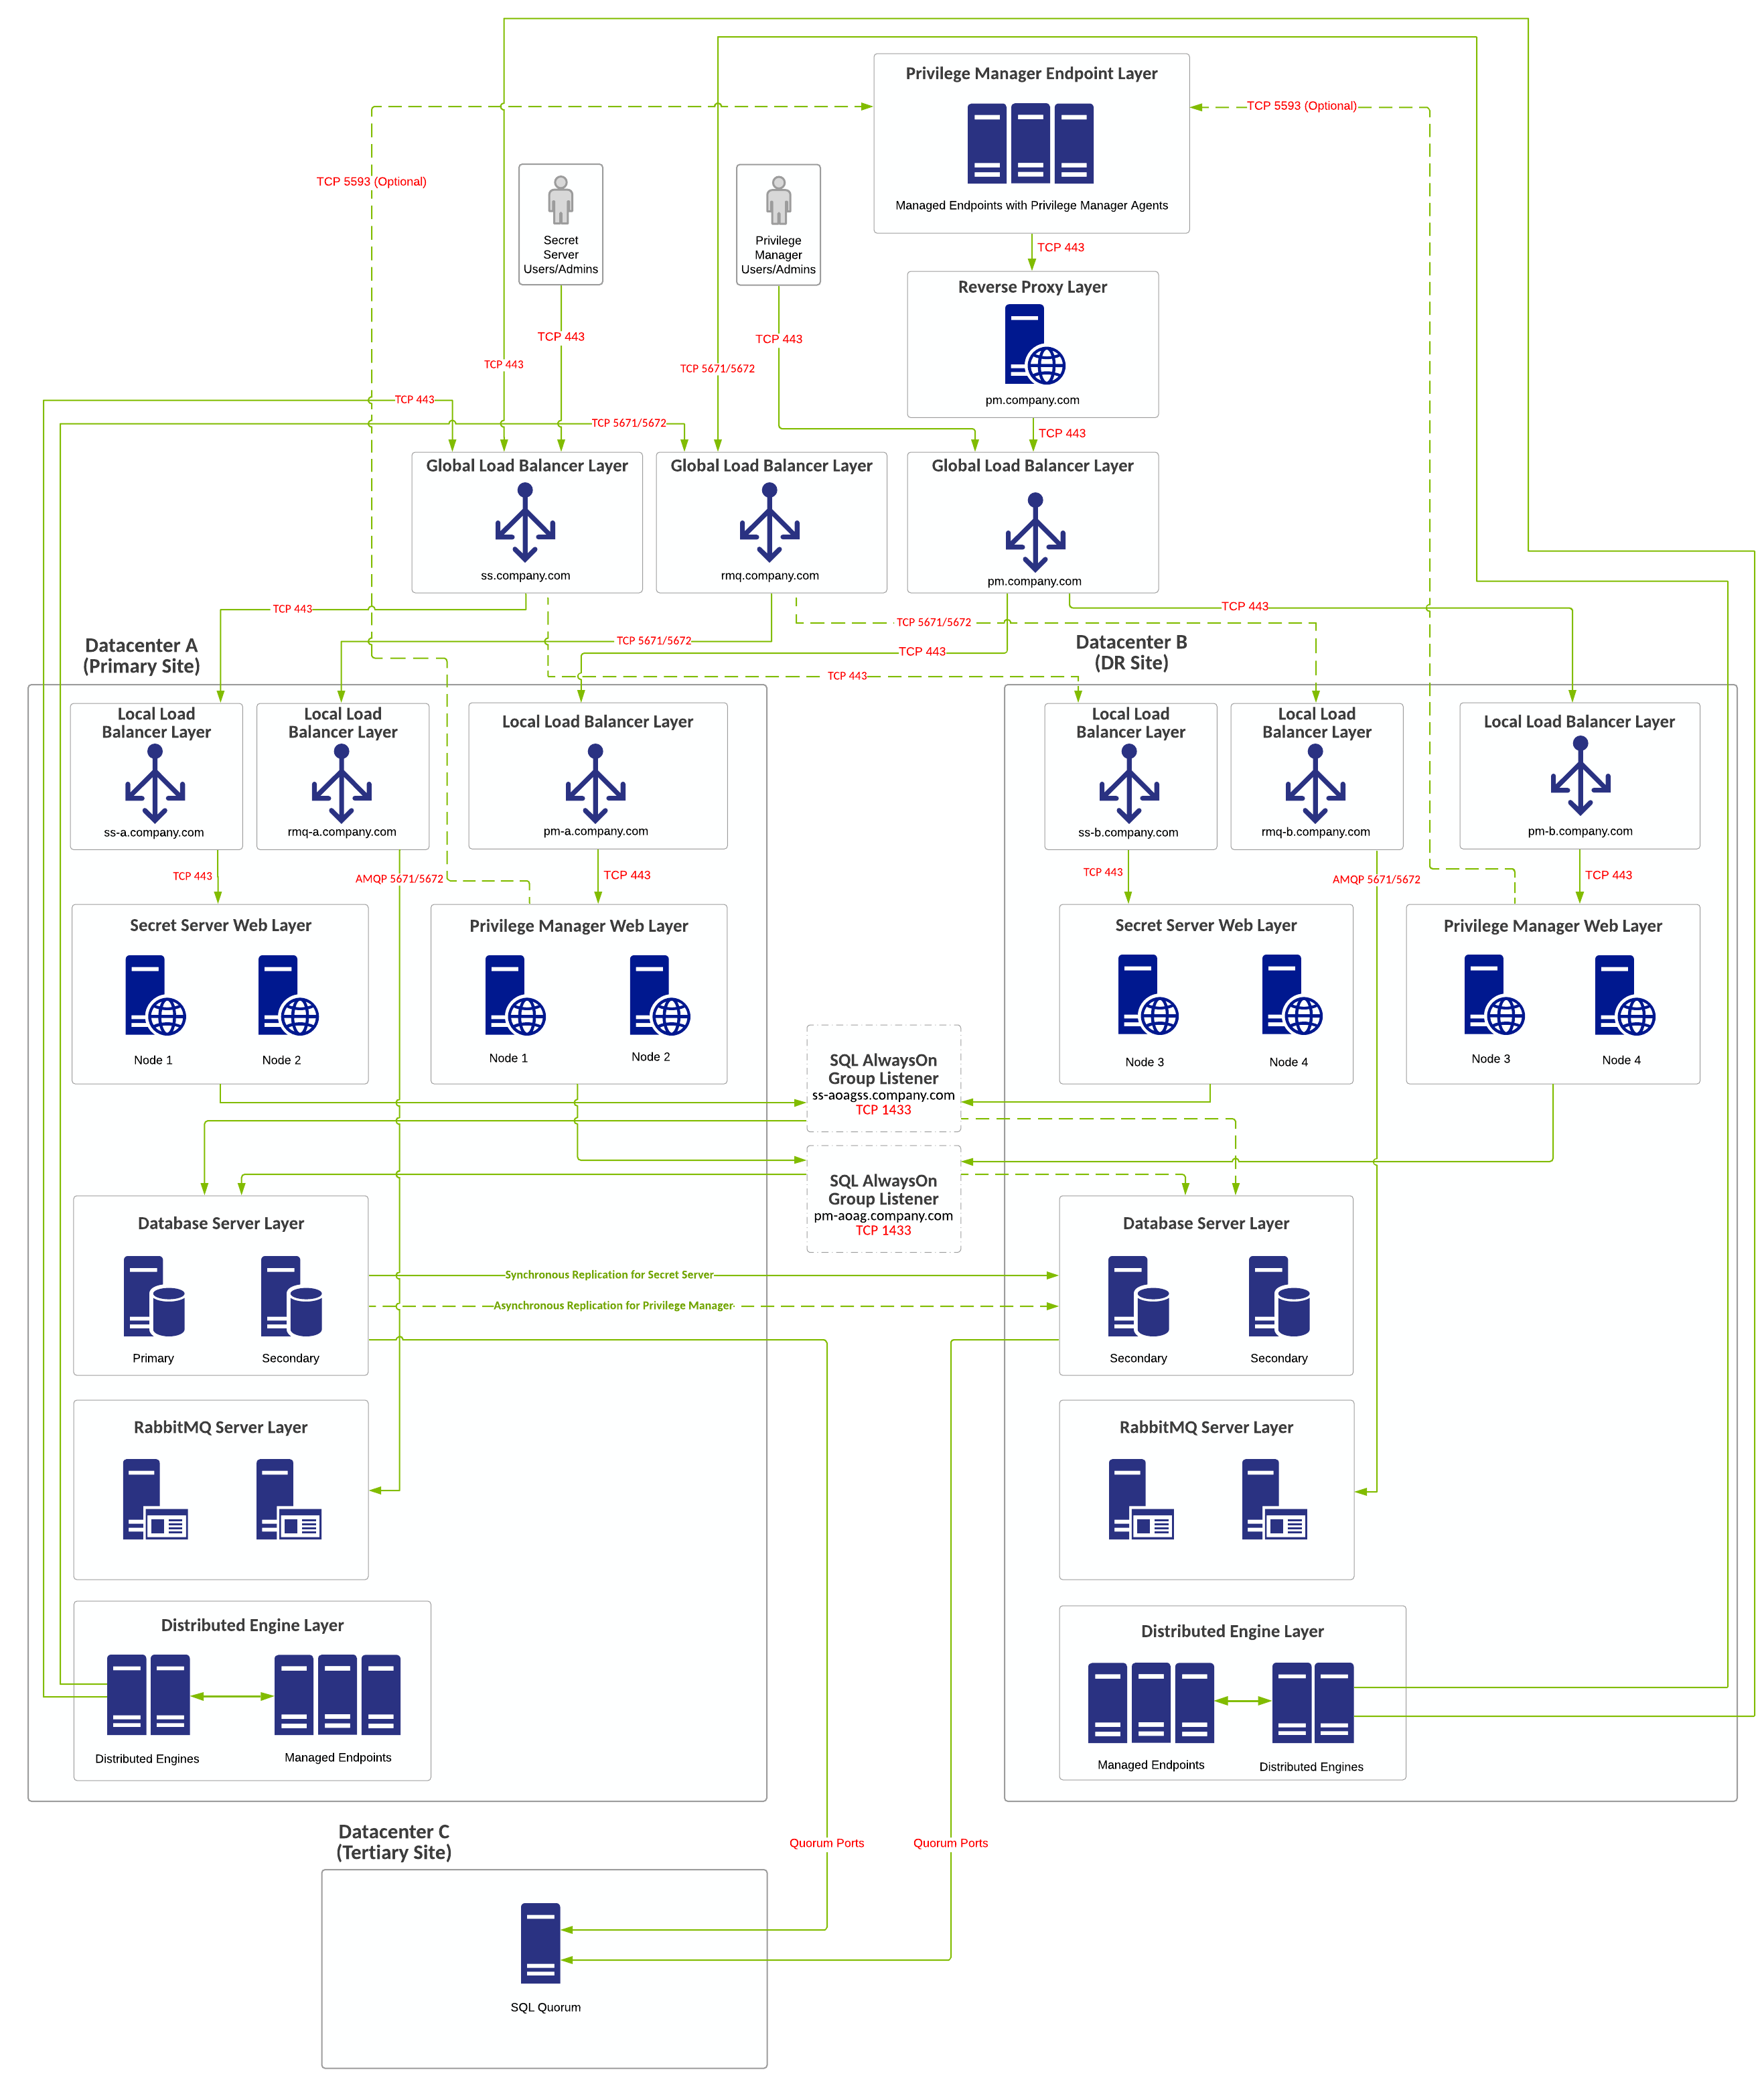 Privilege Manager Endpoint Layer
TCP 5593 (Optional)
Managed Endpoints with Privilege Manager Agents
TCP 5593 (Optional)
Secret
Server
Users/Admins
Privilege
Manager
Users/Admins
TCP 443
Reverse Proxy Layer
pm.company.com
TCP 443
TCP 443
TCP 443
TCP 5671/5672
TCP 443
TCP 5671/5672
TCP 443
Global Load Balancer Layer
ss.company.com
Global Load Balancer Layer
rmq.company.com
Global Load Balancer Layer
pm.company.com
TCP 443
TCP 443
TCP 5671/5672
TCP 5671/5672
TCP 443
TCP 443
Datacenter A
(Primary Site)
Datacenter B
(DR Site)
Local Load
Balancer Layer
ss-a.company.com
Local Load
Balancer Layer
rmq-a.company.com
Local Load Balancer Layer
pm-a.company.com
Local Load
Balancer Layer
ss-b.company.com
Local Load
Balancer Layer
rmq-b.company.com
Local Load Balancer Layer
pm-b.company.com
TCP 443
AMQP 5671/5672
TCP 443
TCP 443
AMQP 5671/5672
TCP 443
Secret Server Web Layer
Node 1
Node 2
Privilege Manager Web Layer
Node 1
Node 2
Secret Server Web Layer
Node 3
Node 4
Privilege Manager Web Layer
Node 3
Node 4
SQL AlwaysOn
Group Listener
ss-aoagss.company.com
TCP 1433
SQL AlwaysOn
Group Listener
pm-aoag.company.com
TCP 1433
Database Server Layer
Primary
Secondary
Synchronous Replication for Secret Server
Asynchronous Replication for Privilege Manager
Database Server Layer
Secondary
Secondary
RabbitMQ Server Layer
RabbitMQ Server Layer
Distributed Engine Layer
Distributed Engines
Managed Endpoints
Distributed Engine Layer
Managed Endpoints
Distributed Engines
Datacenter C
(Tertiary Site)
Quorum Ports
Quorum Ports
SQL Quorum